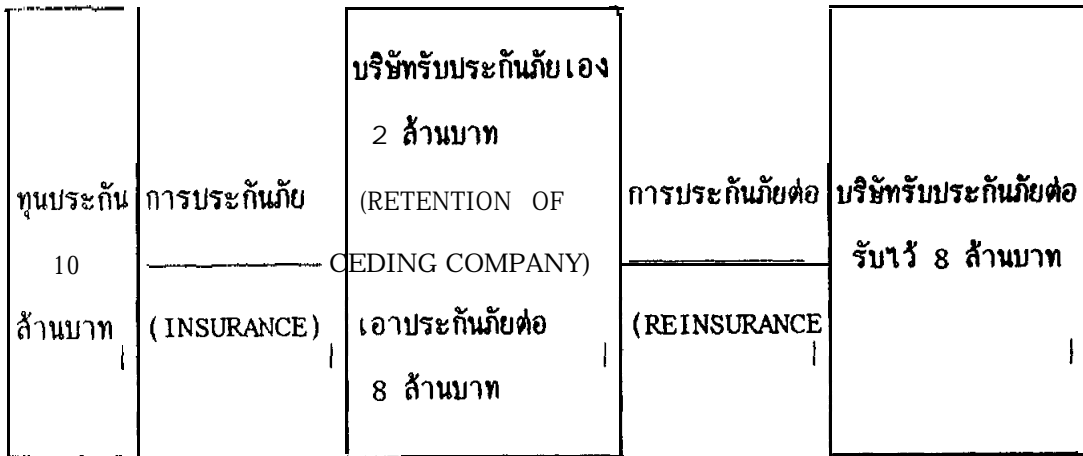 ทุนประกัน
10
ล้านบาท
การประกันภัย
(INSURANCE)
บริษัทรับประกันภัยเอง
2 ล้านบาท
(RETENTION OF
CEDING COMPANY)
เอาประกันภัยต่อ
8 ล้านบาท
การประกันภัยต่อ
(REINSURANCE
บริษัทรับประกันภัยต่อ
รับไว้ 8 ล้านบาท